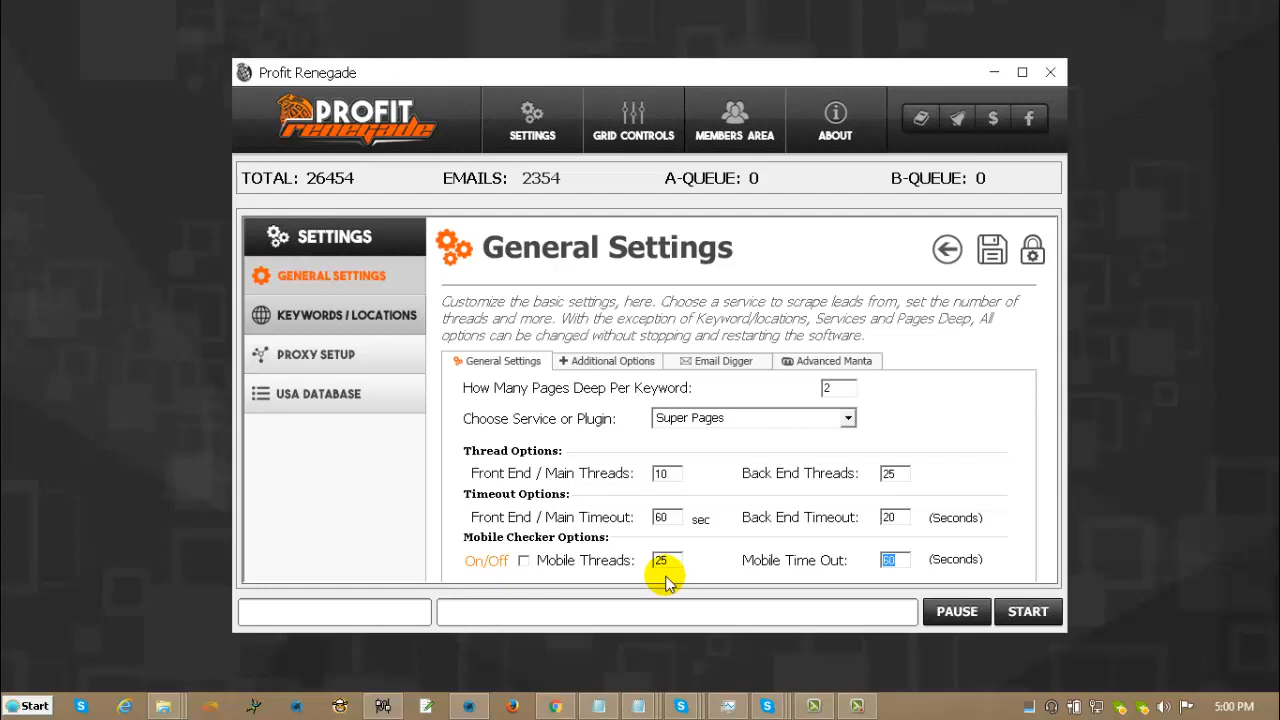 Profit Renegade
PROFIT renegade
SETTINGS
GRID CONTROLS
MEMBERS AREA
ABOUT
TOTAL: 26454 EMAILS: 2354 A-QUEUE: 0 B-QUEUE: 0
SETTINGS
GENERAL SETTINGS
KEYWORDS / LOCATIONS
PROXY SETUP
USA DATABASE
General Settings
Customize the basic settings, here. Choose a service to scrape leads from, set the number of
threads and more. With the exception of Keyword/locations, Services and Pages Deep, All
options can be changed without stopping and restarting the software.
General Settings Additional Options Email Digger Advanced Manta
How Many Pages Deep Per Keyword: 2
Choose Service or Plugin: Super Pages
Thread Options:
Front End / Main Threads: 10 Back End Threads: 25
Timeout Options:
Front End / Main Timeout: 60 sec Back End Timeout: 20 (Seconds)
Mobile Checker Options:
On/Off Mobile Threads: 25 Mobile Time Out: 60 (Seconds)
PAUSE START
Start 5:00 PM